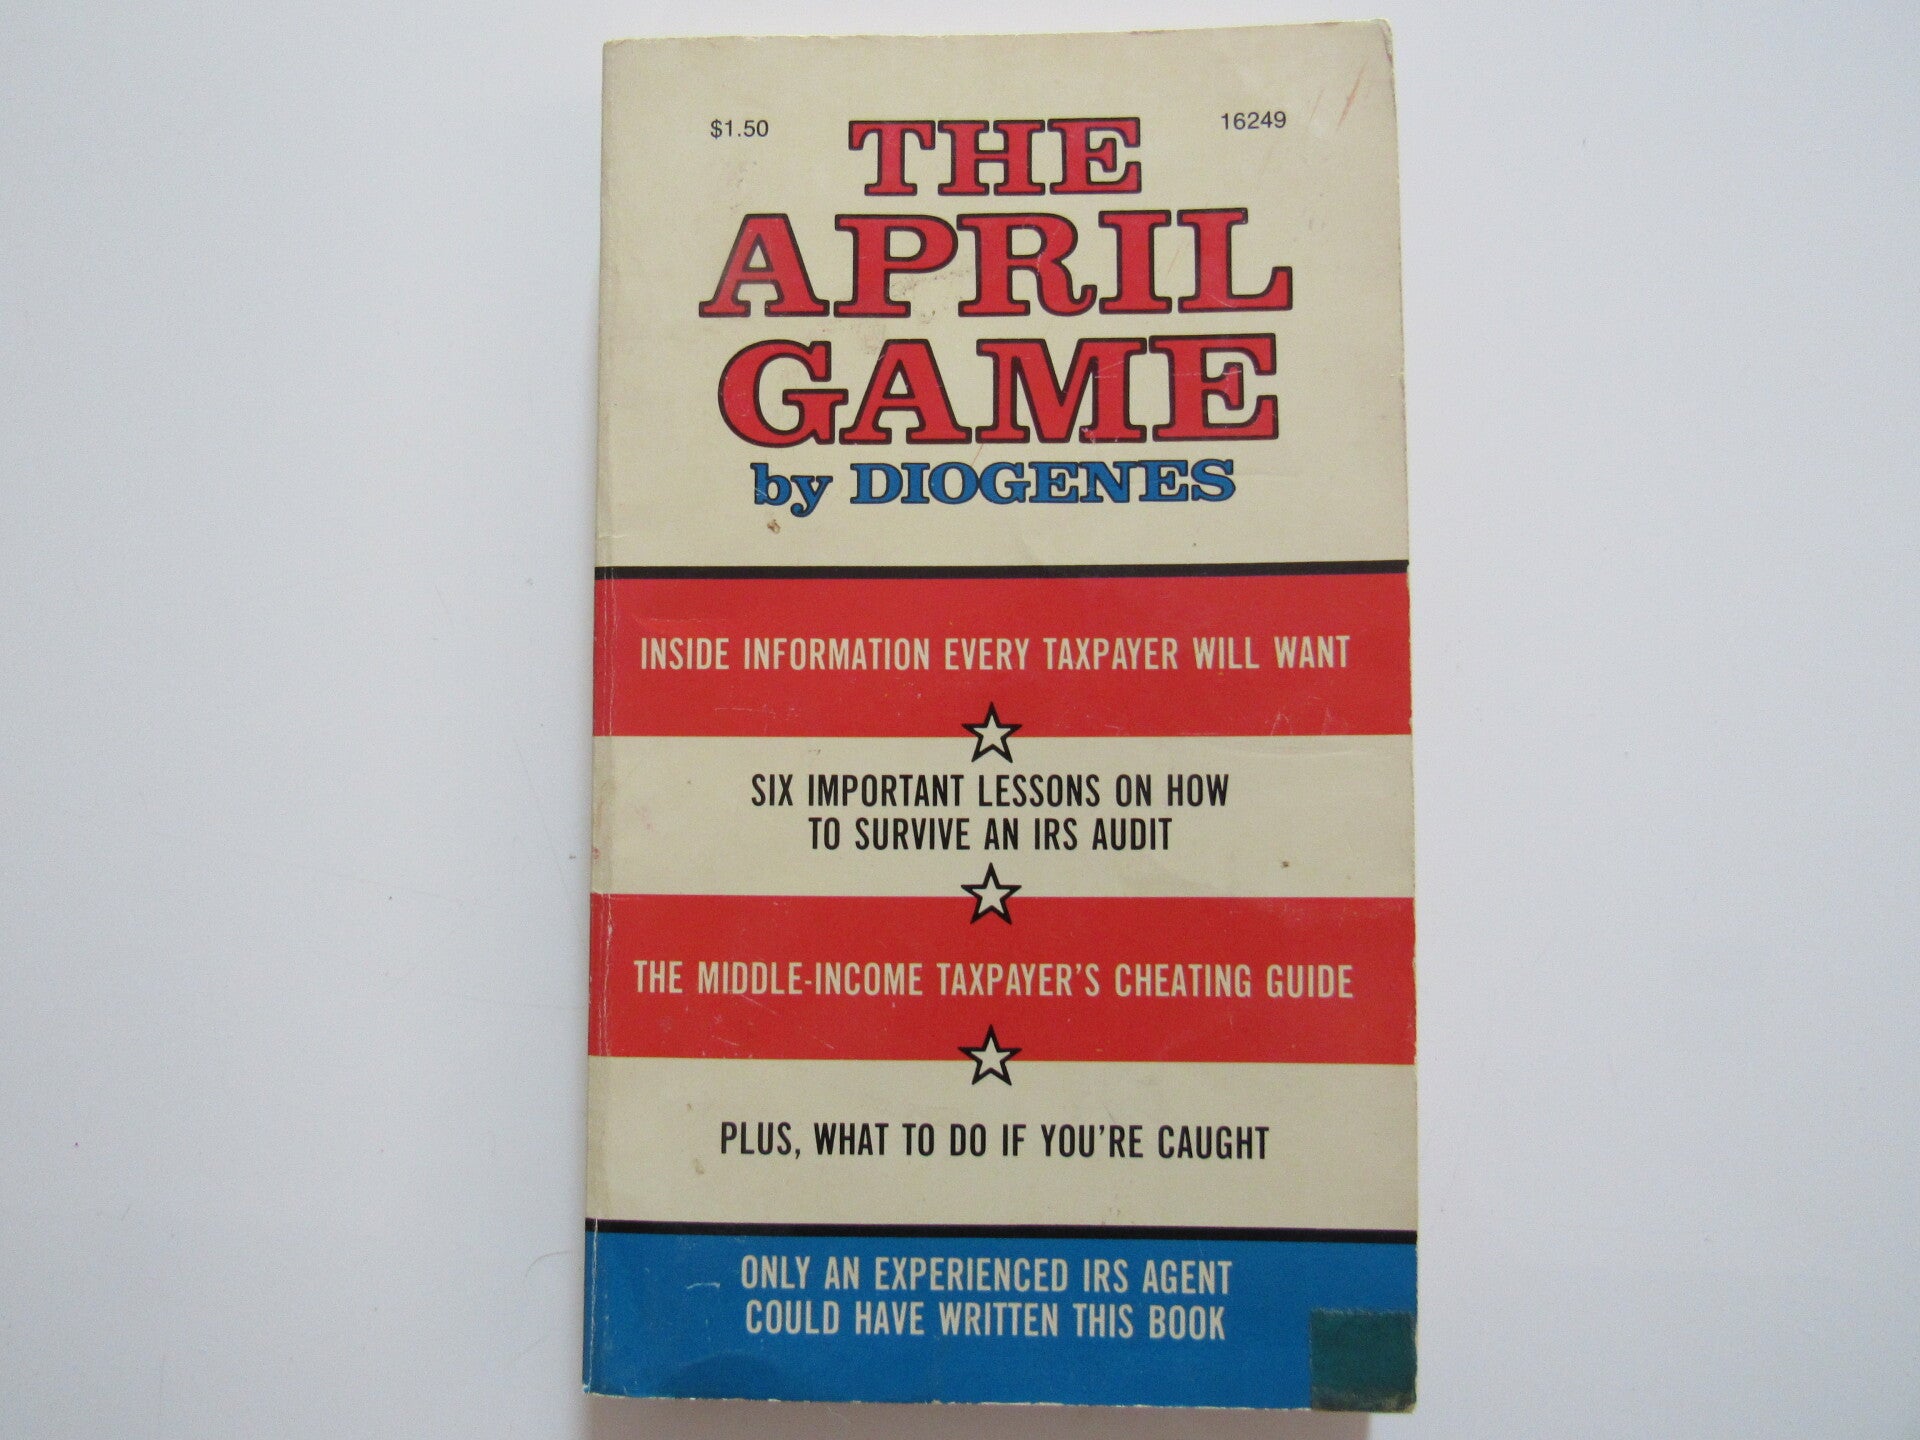 $1.50
16249
THE
APRIL
GAME
by DIOGENES
INSIDE INFORMATION EVERY TAXPAYER WILL WANT
SIX IMPORTANT LESSONS ON HOW
TO SURVIVE AN IRS AUDIT
THE MIDDLE-INCOME TAXPAYER'S CHEATING GUIDE
PLUS, WHAT TO DO IF YOU'RE CAUGHT
ONLY AN EXPERIENCED IRS AGENT
COULD HAVE WRITTEN THIS BOOK